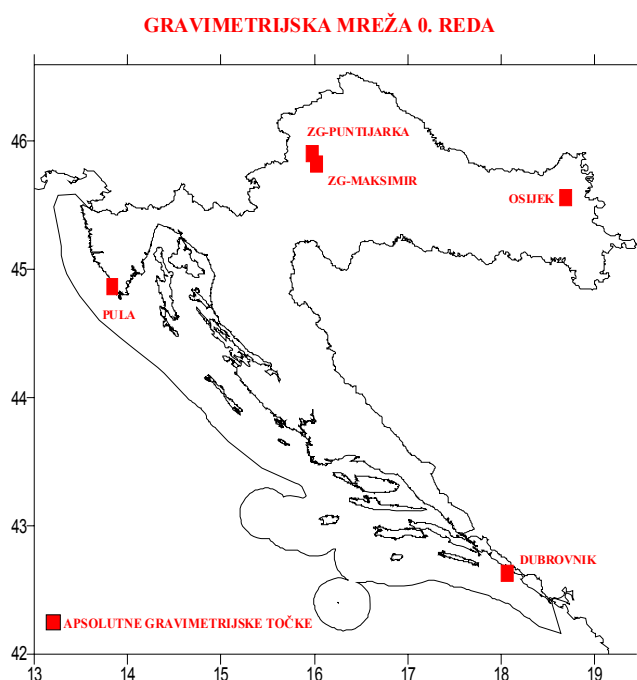 GRAVIMETRIJSKA MREŽA 0. REDA
46
ZG-PUNTIJARKA
ZG-MAKSIMIR
OSIJEK
45
PULA
44
43
DUBROVNIK
APSOLUTNE GRAVIMETRIJSKE TOČKE
42
13 14 15 16 17 18 19